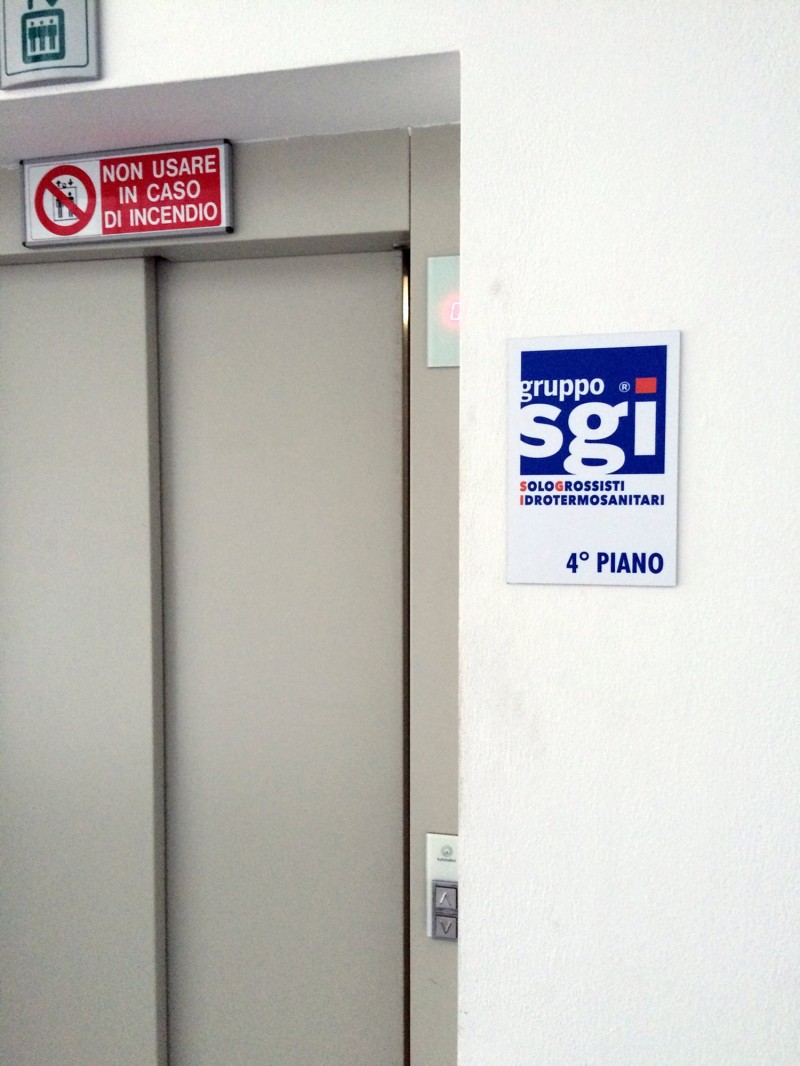 NON USARE
IN CASO
DI INCENDIO
gruppo ®
sgi
SOLOGROSSISTI
IDROTERMOSANITARI
4° PIANO